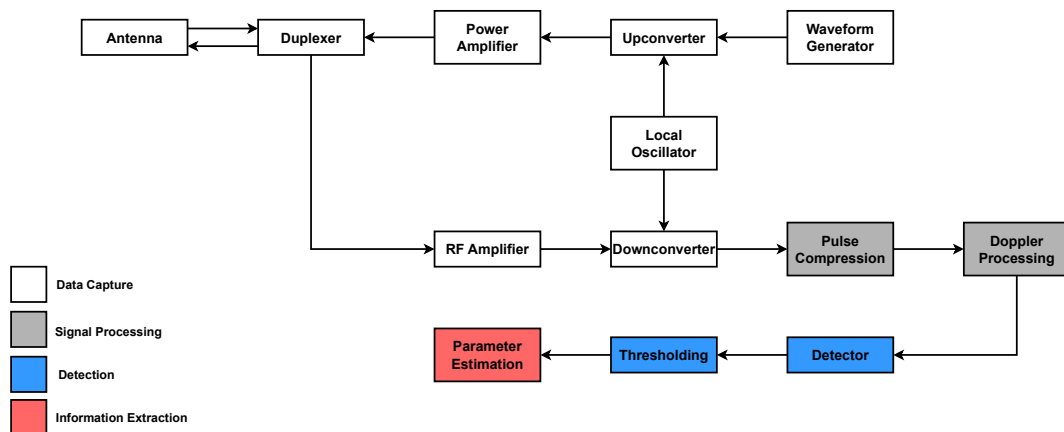 Antenna
Duplexer
Power
Amplifier
Upconverter
Waveform
Generator
Local
Oscillator
RF Amplifier
Downconverter
Pulse
Compression
Doppler
Processing
Data Capture
Signal Processing
Parameter
Estimation
Thresholding
Detector
Detection
Information Extraction